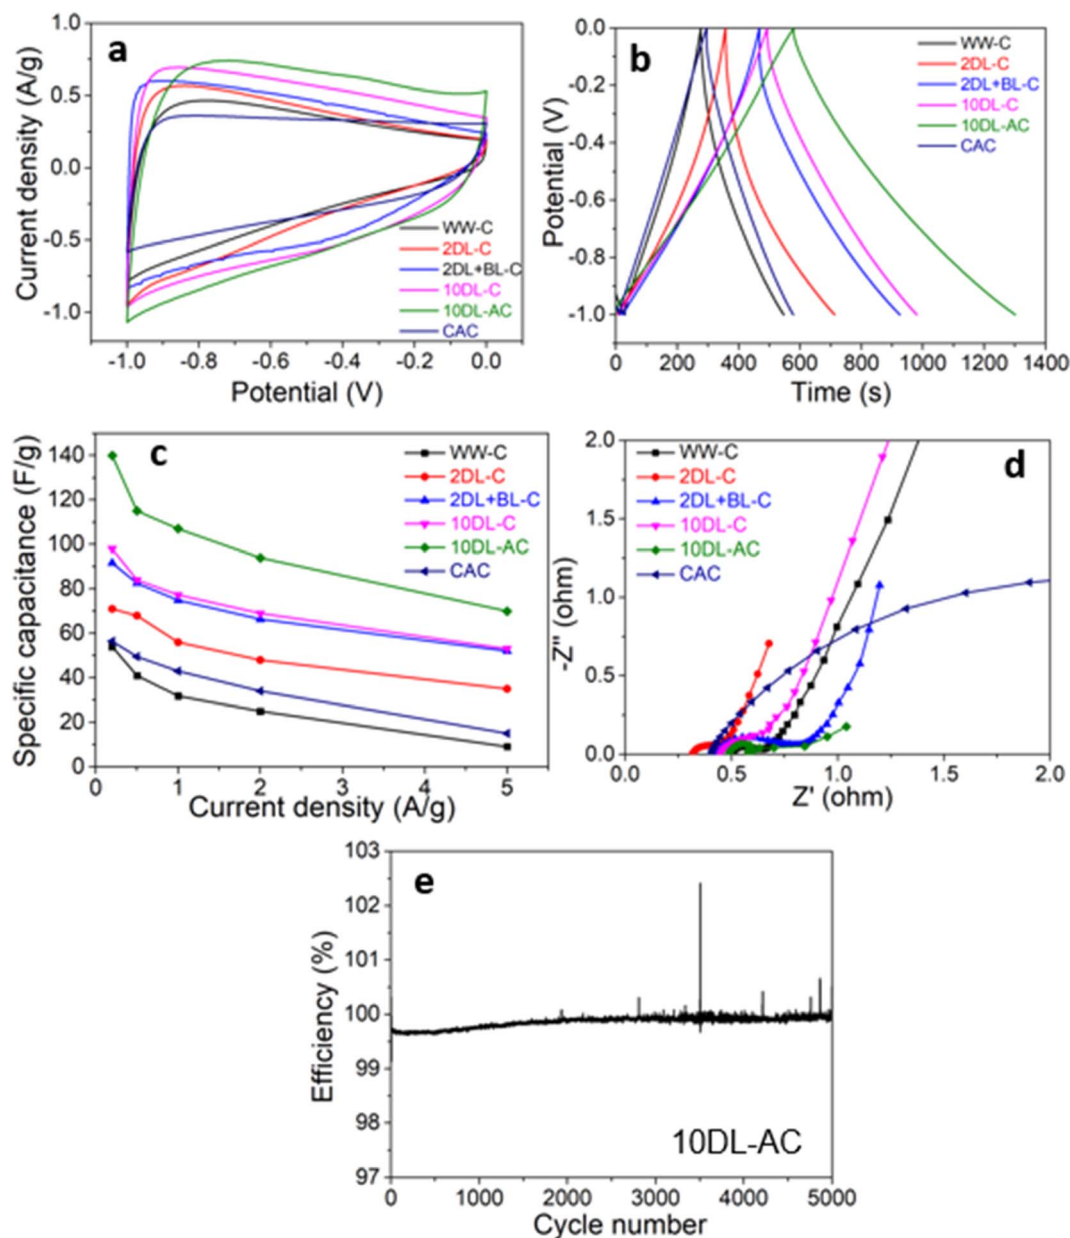 a
Current density (A/g)
1.0
0.5
0.0
-0.5
-1.0
WW-C
2DL-C
2DL+BL-C
10DL-C
10DL-AC
CAC
-1.0 -0.8 -0.6 -0.4 -0.2 0.0
Potential (V)
b
Potential (V)
0.0
-0.2
-0.4
-0.6
-0.8
-1.0
WW-C
2DL-C
2DL+BL-C
10DL-C
10DL-AC
CAC
0 200 400 600 800 1000 1200 1400
Time (s)
c
Specific capacitance (F/g)
140
120
100
80
60
40
20
0
WW-C
2DL-C
2DL+BL-C
10DL-C
10DL-AC
CAC
0 1 2 3 4 5
Current density (A/g)
d
-Z'' (ohm)
2.0
1.5
1.0
0.5
0.0
WW-C
2DL-C
2DL+BL-C
10DL-C
10DL-AC
CAC
0.0 0.5 1.0 1.5 2.0
Z' (ohm)
e
Efficiency (%)
103
102
101
100
99
98
97
10DL-AC
0 1000 2000 3000 4000 5000
Cycle number